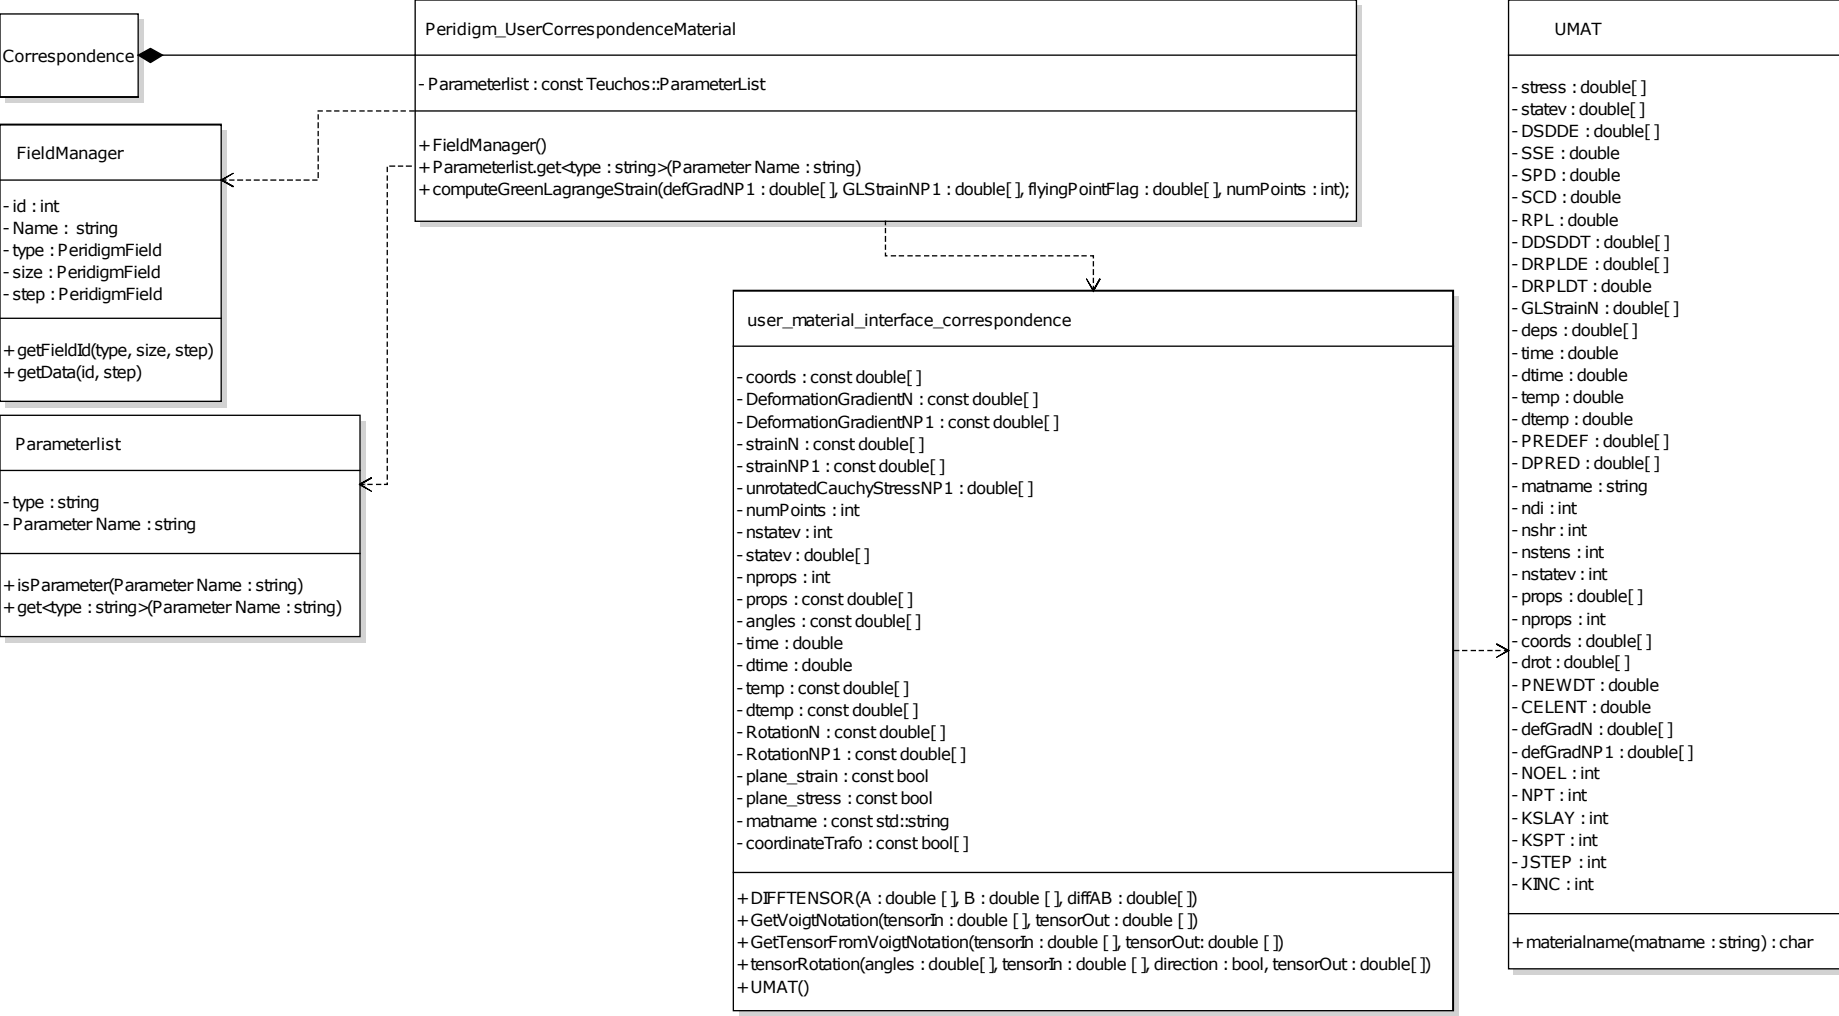 Correspondence
Peridigm_UserCorrespondenceMaterial
- Parameterlist : const Teuchos::ParameterList
+ FieldManager()
+ Parameterlist.get<type : string>(Parameter Name : string)
+ computeGreenLagrangeStrain(defGradNP1 : double[ ], GLStrainNP1 : double[ ], flyingPointFlag : double[ ], numPoints : int);
FieldManager
- id : int
- Name : string
- type : PeridigmField
- size : PeridigmField
- step : PeridigmField
+ getFieldId(type, size, step)
+ getData(id, step)
Parameterlist
- type : string
- Parameter Name : string
+ isParameter(Parameter Name : string)
+ get<type : string>(Parameter Name : string)
user_material_interface_correspondence
- coords : const double[ ]
- DeformationGradientN : const double[ ]
- DeformationGradientNP1 : const double[ ]
- strainN : const double[ ]
- strainNP1 : const double[ ]
- unrotatedCauchyStressNP1 : double[ ]
- numPoints : int
- nstatev : int
- statev : double[ ]
- nprops : int
- props : const double[ ]
- angles : const double[ ]
- time : double
- dtime : double
- temp : const double[ ]
- dtemp : const double[ ]
- RotationN : const double[ ]
- RotationNP1 : const double[ ]
- plane_strain : const bool
- plane_stress : const bool
- matname : const std::string
- coordinateTrafo : const bool[ ]
+ DIFFTENSOR(A : double [ ], B : double [ ], diffAB : double[ ])
+ GetVoigtNotation(tensorIn : double [ ], tensorOut : double [ ])
+ GetTensorFromVoigtNotation(tensorIn : double [ ], tensorOut: double [ ])
+ tensorRotation(angles : double[ ], tensorIn : double [ ], direction : bool, tensorOut : double[ ])
+ UMAT()
UMAT
- stress : double[ ]
- statev : double[ ]
- DSDDE : double[ ]
- SSE : double
- SPD : double
- SCD : double
- RPL : double
- DDSDDT : double[ ]
- DRPLDE : double[ ]
- DRPLDT : double
- GLStrainN : double[ ]
- deps : double[ ]
- time : double
- dtime : double
- temp : double
- dtemp : double
- PREDEF : double[ ]
- DPRED : double[ ]
- matname : string
- ndi : int
- nshr : int
- nstens : int
- nstatev : int
- props : double[ ]
- nprops : int
- coords : double[ ]
- drot : double[ ]
- PNEWDT : double
- CELENT : double
- defGradN : double[ ]
- defGradNP1 : double[ ]
- NOEL : int
- NPT : int
- KSLAY : int
- KSPT : int
- JSTEP : int
- KINC : int
+ materialname(matname : string) : char